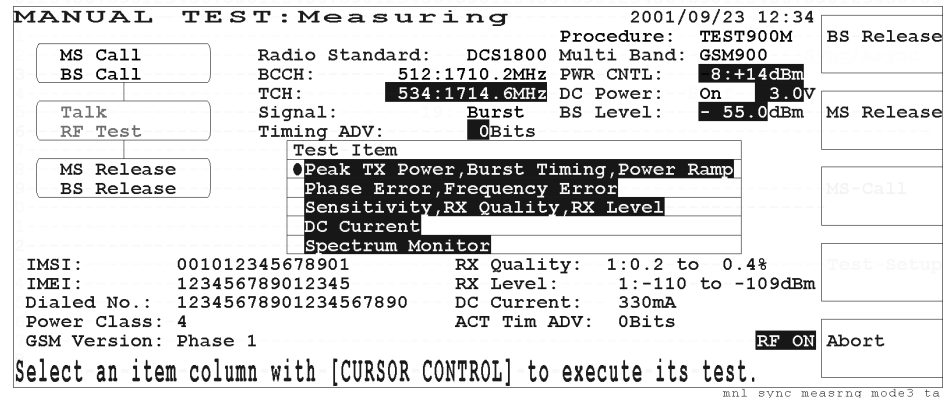 MANUAL TEST:Measuring 2001/09/23 12:34
Procedure: TEST900M
MS Call
BS Call
Talk
RF Test
MS Release
BS Release
Radio Standard: DCS1800 Multi Band: GSM900
BCCH: 512:1710.2MHz PWR CNTL: 8:+14dBm
TCH: 534:1714.6MHz DC Power: On 3.0V
Signal: Burst BS Level: - 55.0dBm
Timing ADV: 0Bits
Test Item
●Peak TX Power,Burst Timing,Power Ramp
Phase Error,Frequency Error
Sensitivity,RX Quality,RX Level
DC Current
Spectrum Monitor
IMSI: 001012345678901 RX Quality: 1:0.2 to 0.4%
IMEI: 123456789012345 RX Level: 1:-110 to -109dBm
Dialed No.: 12345678901234567890 DC Current: 330mA
Power Class: 4 ACT Tim ADV: 0Bits
GSM Version: Phase 1 RF ON
Select an item column with [CURSOR CONTROL] to execute its test.
BS Release
MS Release
MS-Call
Test Setup
Abort
mnl sync measrng mode3 ta